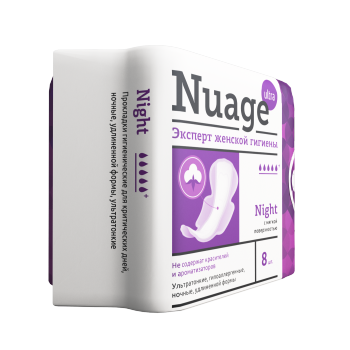 Nuage
ultra
Эксперт женской гигиены
Night
с мягкой
поверхностью
Не содержат красителей
и ароматизаторов
Ультратонкие, гипоаллергенные,
ночные, удлиненной формы
8 шт.
Night
Прокладки гигиенические для критических дней,
ночные, удлиненной формы, ультратонкие